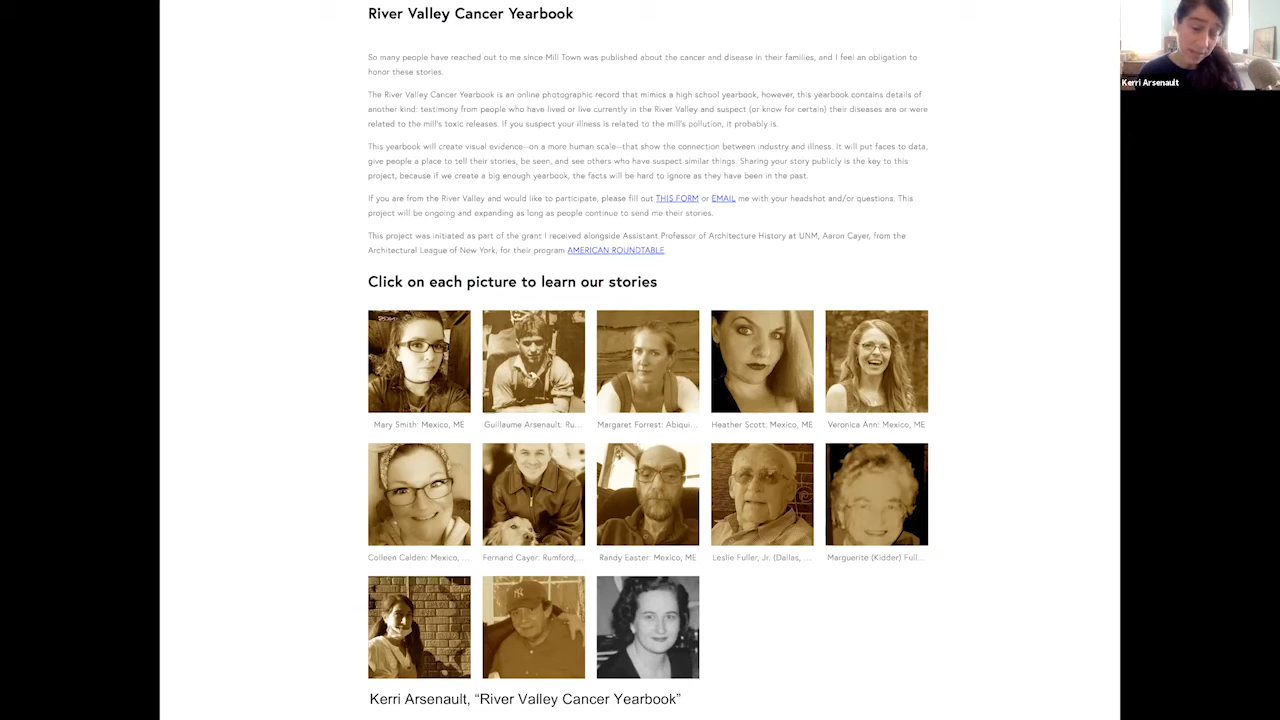 River Valley Cancer Yearbook
So many people have reached out to me since Mill Town was published about the cancer and disease in their families, and I feel an obligation to
honor these stories.
The River Valley Cancer Yearbook is an online photographic record that mimics a high school yearbook, however, this yearbook contains details of
another kind: testimony from people who have lived or live currently in the River Valley and suspect (or know for certain) their diseases are or were
related to the mill's toxic releases. If you suspect your illness is related to the mill's pollution, it probably is.
This yearbook will create visual evidence--on a more human scale--that show the connection between industry and illness. It will put faces to data,
give people a place to tell their stories, be seen, and see others who have suspect similar things. Sharing your story publicly is the key to this
project, because if we create a big enough yearbook, the facts will be hard to ignore as they have been in the past.
If you are from the River Valley and would like to participate, please fill out THIS FORM or EMAIL me with your headshot and/or questions. This
project will be ongoing and expanding as long as people continue to send me their stories.
This project was initiated as part of the grant I received alongside Assistant Professor of Architecture History at UNM, Aaron Cayer, from the
Architectural League of New York, for their program AMERICAN ROUNDTABLE.
Click on each picture to learn our stories
Mary Smith: Mexico, ME
Guillaume Arsenault: Ru...
Margaret Forrest: Abiqui...
Heather Scott: Mexico, ME
Veronica Ann: Mexico, ME
Colleen Calden: Mexico, ...
Fernand Cayer: Rumford,...
Randy Easter: Mexico, ME
Leslie Fuller, Jr. (Dallas, ...
Marguerite (Kidder) Full...
Kerri Arsenault, “River Valley Cancer Yearbook”
Kerri Arsenault